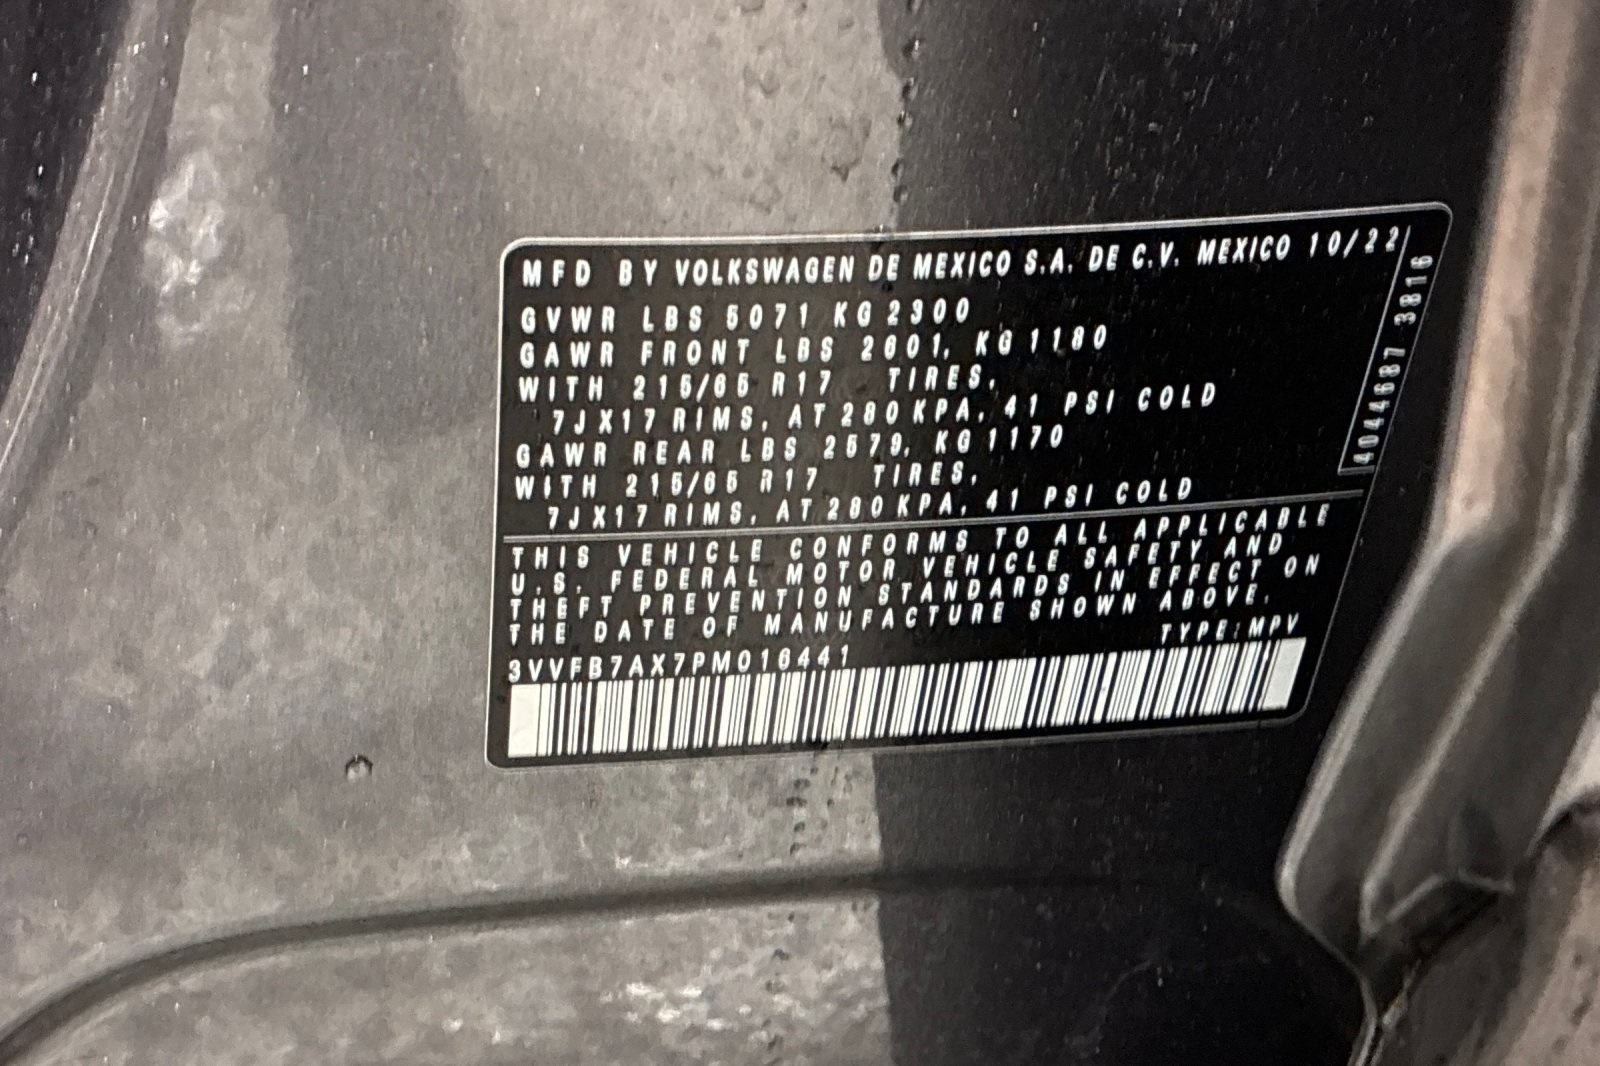 MFD BY VOLKSWAGEN DE MEXICO S.A. DE C.V. MEXICO 10/22
GVWR LBS 5071 KG 2300
GAWR FRONT LBS 2601, KG 1180
WITH 215/65 R17 TIRES,
7JX17 RIMS, AT 280 KPA, 41 PSI COLD
GAWR REAR LBS 2579, KG 1170
WITH 215/65 R17 TIRES,
7JX17 RIMS, AT 280 KPA, 41 PSI COLD
4044687 3816
THIS VEHICLE CONFORMS TO ALL APPLICABLE
U.S. FEDERAL MOTOR VEHICLE SAFETY AND
THEFT PREVENTION STANDARDS IN EFFECT ON
THE DATE OF MANUFACTURE SHOWN ABOVE.
TYPE: MPV
3VVFB7AX7PM016441